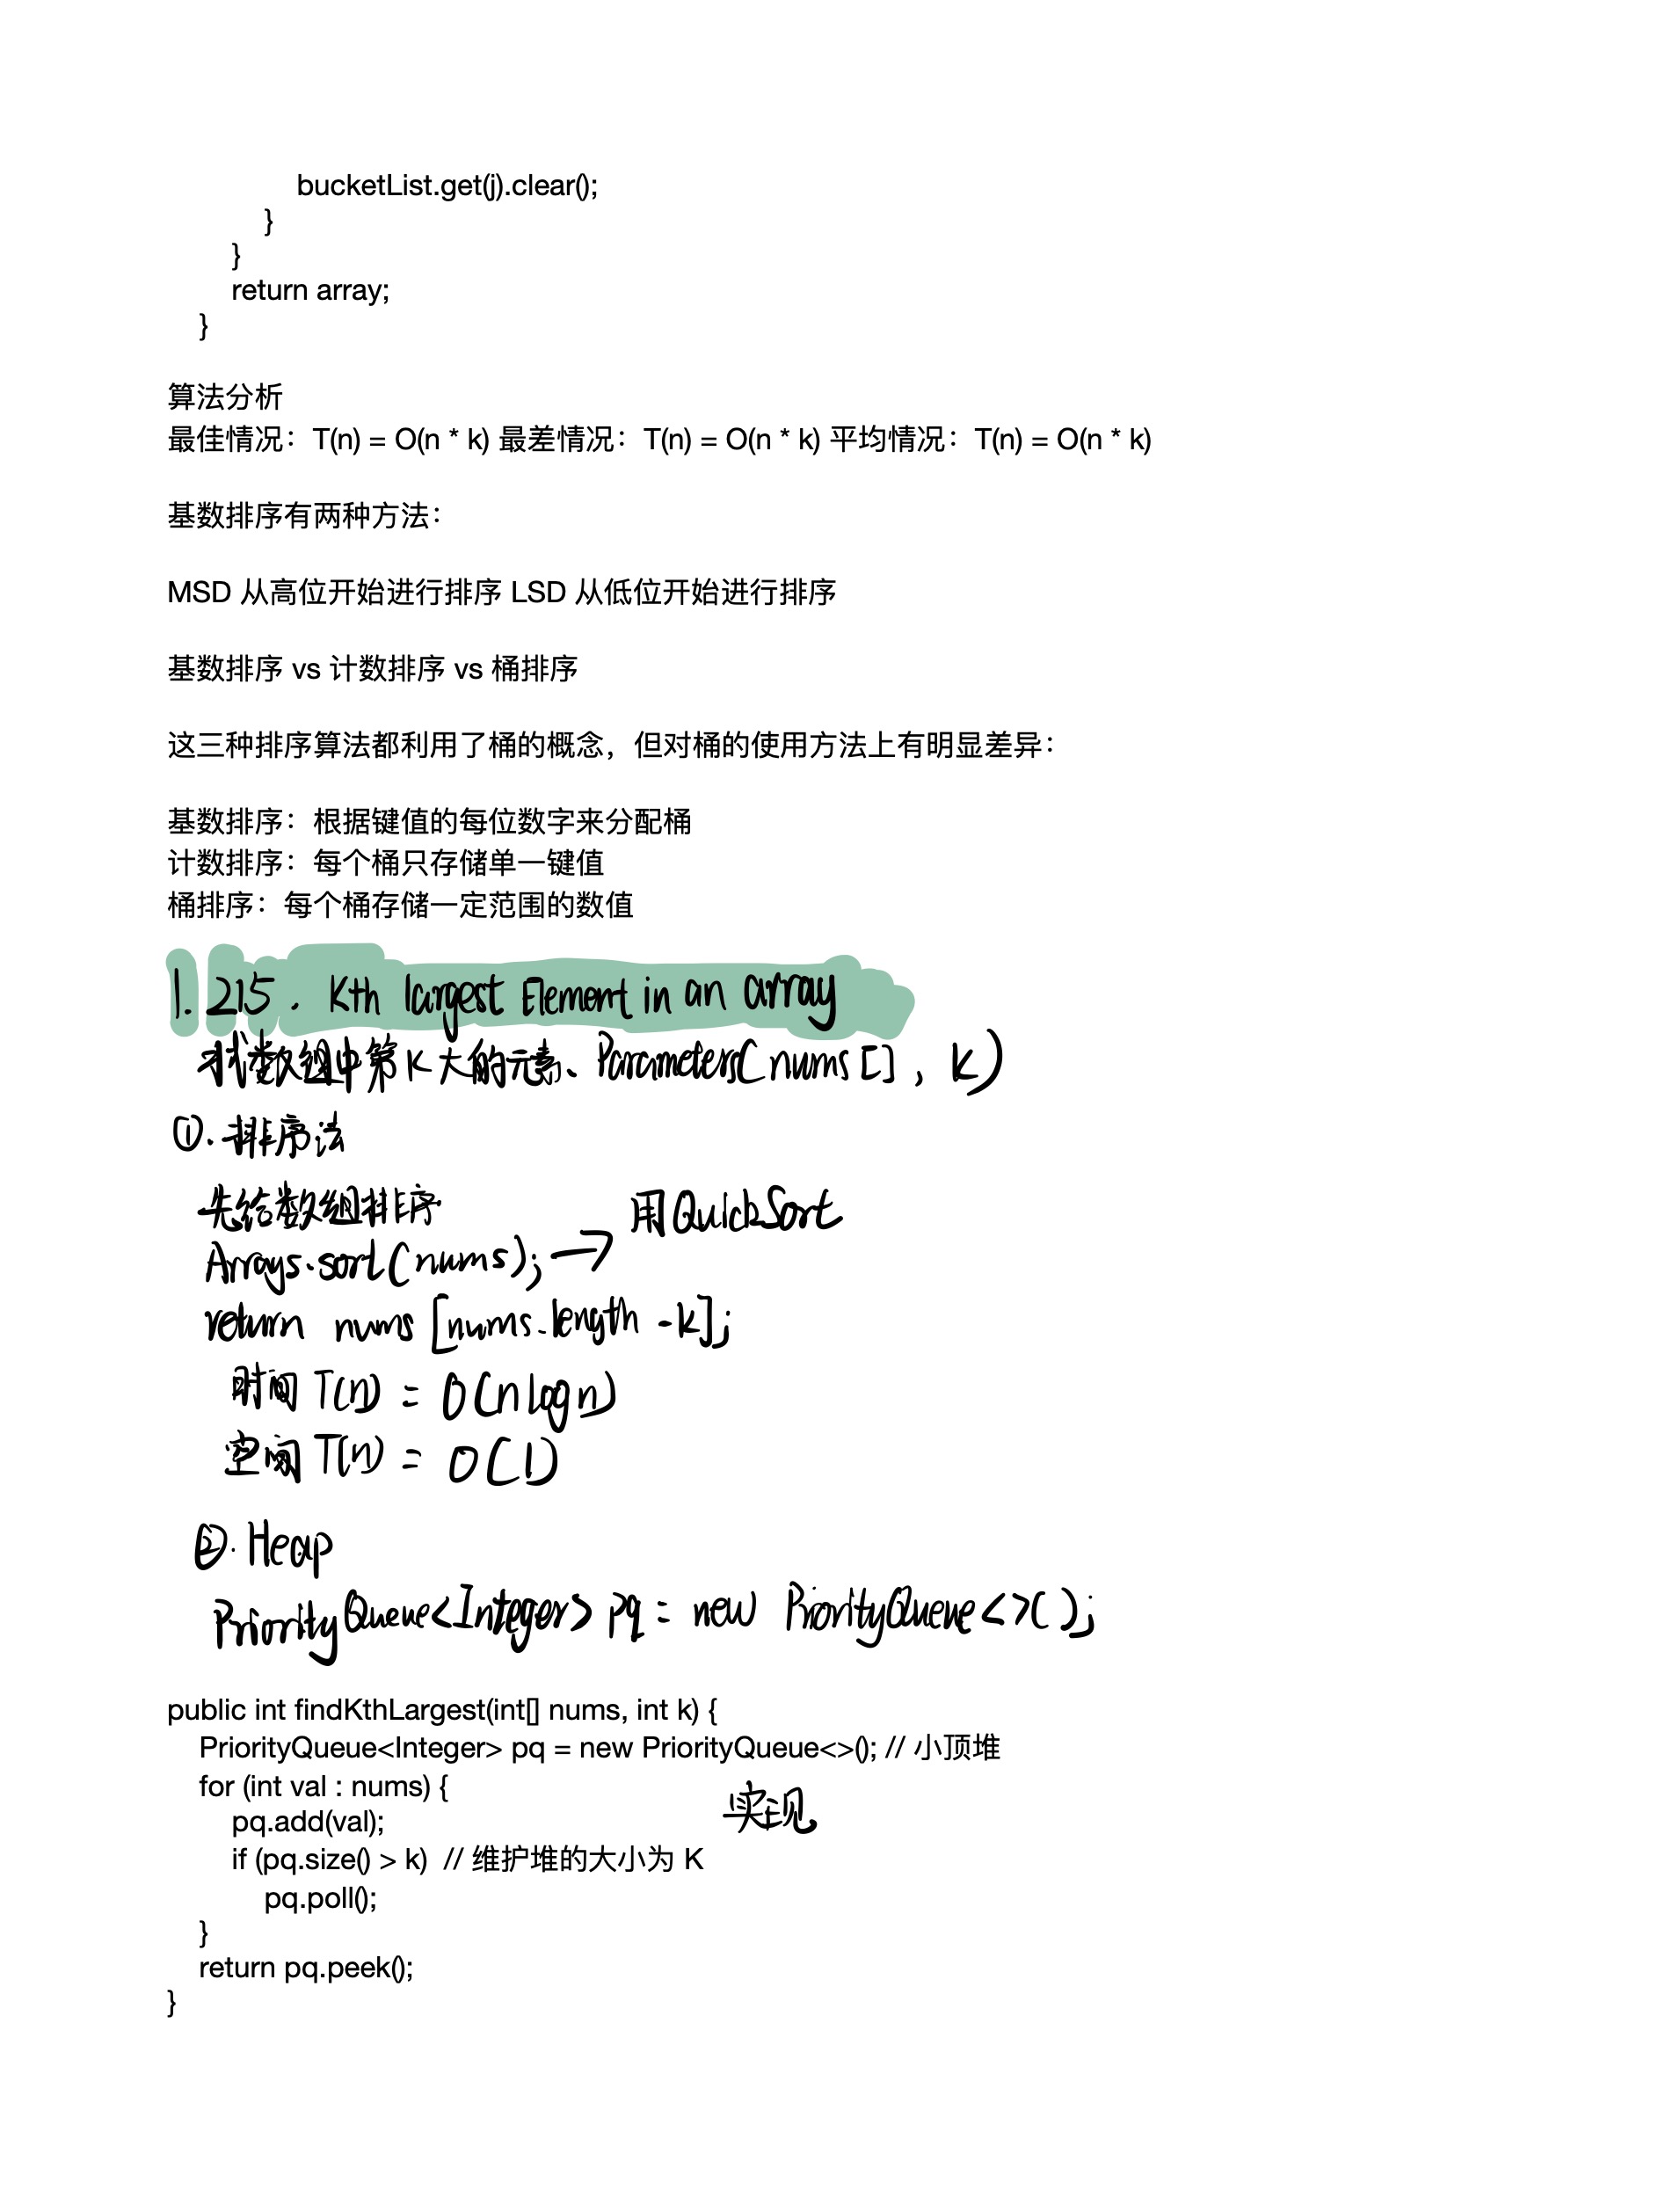 bucketList.get(j).clear();
}
}
return array;
}
算法分析
最佳情况：T(n) = O(n * k) 最差情况：T(n) = O(n * k) 平均情况：T(n) = O(n * k)
基数排序有两种方法：
MSD 从高位开始进行排序 LSD 从低位开始进行排序
基数排序 vs 计数排序 vs 桶排序
这三种排序算法都利用了桶的概念，但对桶的使用方法上有明显差异：
基数排序：根据键值的每位数字来分配桶
计数排序：每个桶只存储单一键值
桶排序：每个桶存储一定范围的数值
1. 215. Kth largest Element in an array
找数组中第K大的元素、Parameters(nums[], k)
①. 排序法
先给数组排序
用QuickSort
Arrays.sort(nums); →
return nums [nums.length - k];
时间 T(n) = O(nlogn)
空间 T(n) = O(1)
②. Heap
PriorityQueue<Integer> pq = new PriorityQueue<>();
public int findKthLargest(int[] nums, int k) {
PriorityQueue<Integer> pq = new PriorityQueue<>(); // 小顶堆
for (int val : nums) {
实现
pq.add(val);
if (pq.size() > k)  // 维护堆的大小为 K
pq.poll();
}
return pq.peek();
}